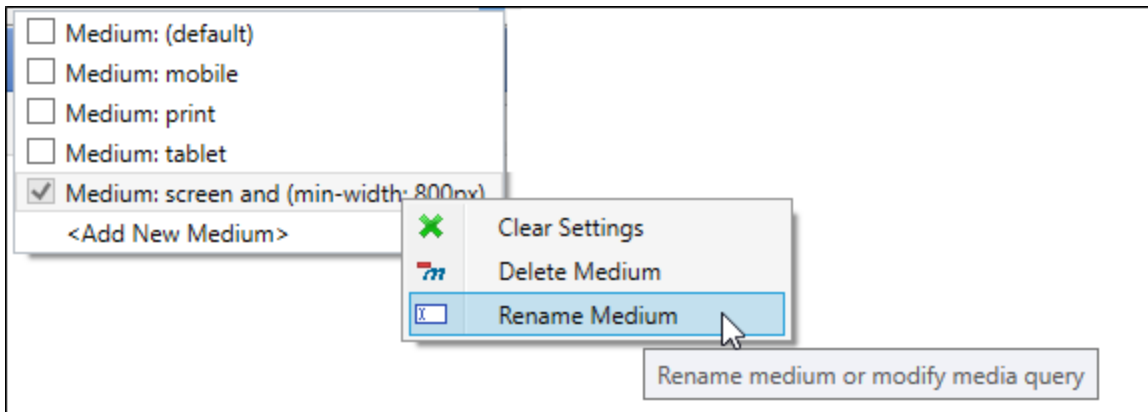 Medium: (default)
Medium: mobile
Medium: print
Medium: tablet
Medium: screen and (min-width: 800px)
<Add New Medium>
Clear Settings
Delete Medium
Rename Medium
Rename medium or modify media query